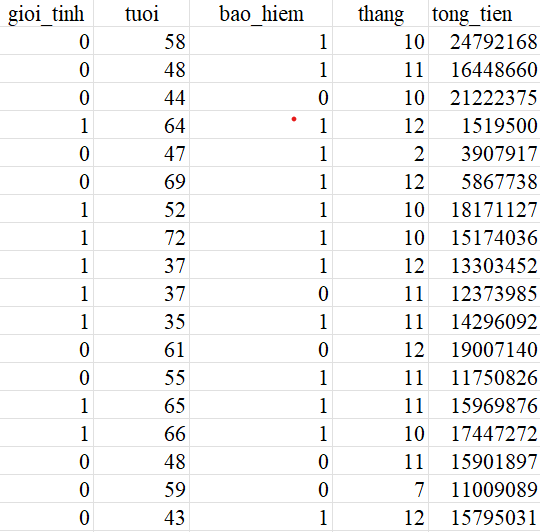 gioi_tinh tuoi bao_hiem thang tong_tien
0 58 1 10 24792168
0 48 1 11 16448660
0 44 0 10 21222375
1 64 1 12 1519500
0 47 1 2 3907917
0 69 1 12 5867738
1 52 1 10 18171127
1 72 1 10 15174036
1 37 1 12 13303452
1 37 0 11 12373985
1 35 1 11 14296092
0 61 0 12 19007140
0 55 1 11 11750826
1 65 1 11 15969876
1 66 1 10 17447272
0 48 0 11 15901897
0 59 0 7 11009089
0 43 1 12 15795031